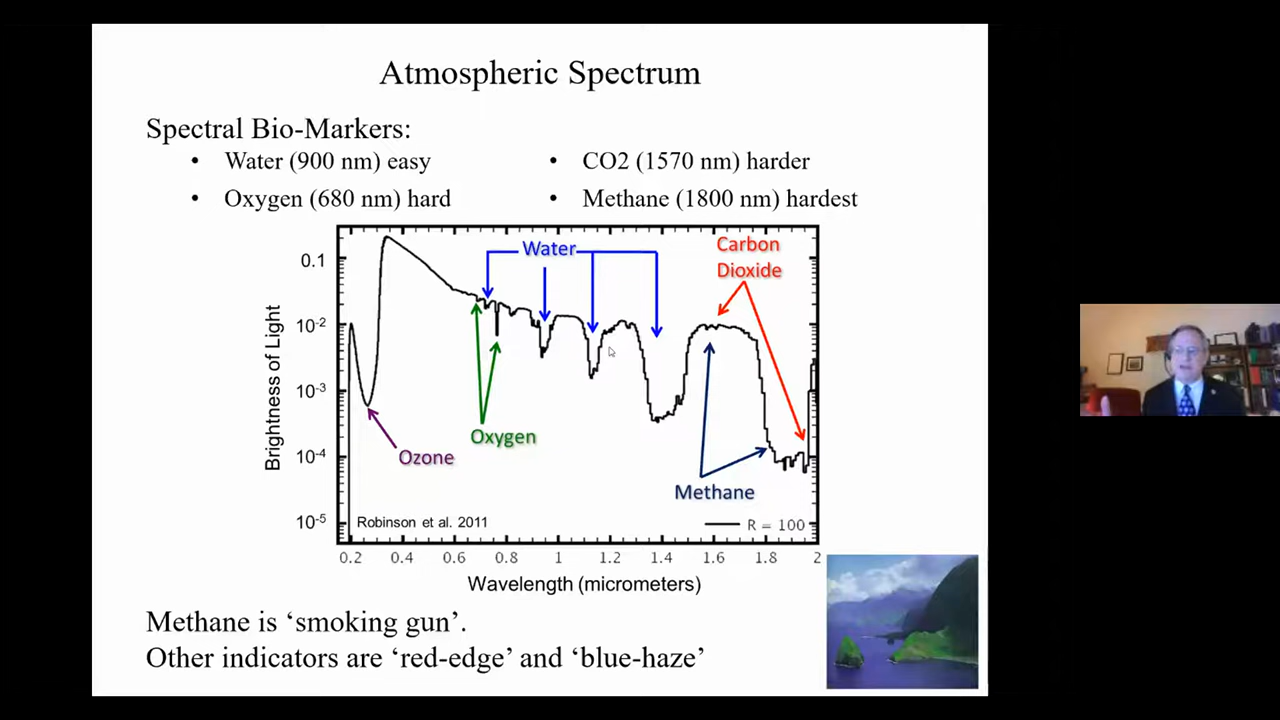 Atmospheric Spectrum
Spectral Bio-Markers:
• Water (900 nm) easy
• Oxygen (680 nm) hard
• CO2 (1570 nm) harder
• Methane (1800 nm) hardest
Water
Carbon
Dioxide
Oxygen
Ozone
Methane
Robinson et al. 2011
R = 100
Brightness of Light
0.1
10-2
10-3
10-4
10-5
0.2 0.4 0.6 0.8 1 1.2 1.4 1.6 1.8 2
Wavelength (micrometers)
Methane is ‘smoking gun’.
Other indicators are ‘red-edge’ and ‘blue-haze’